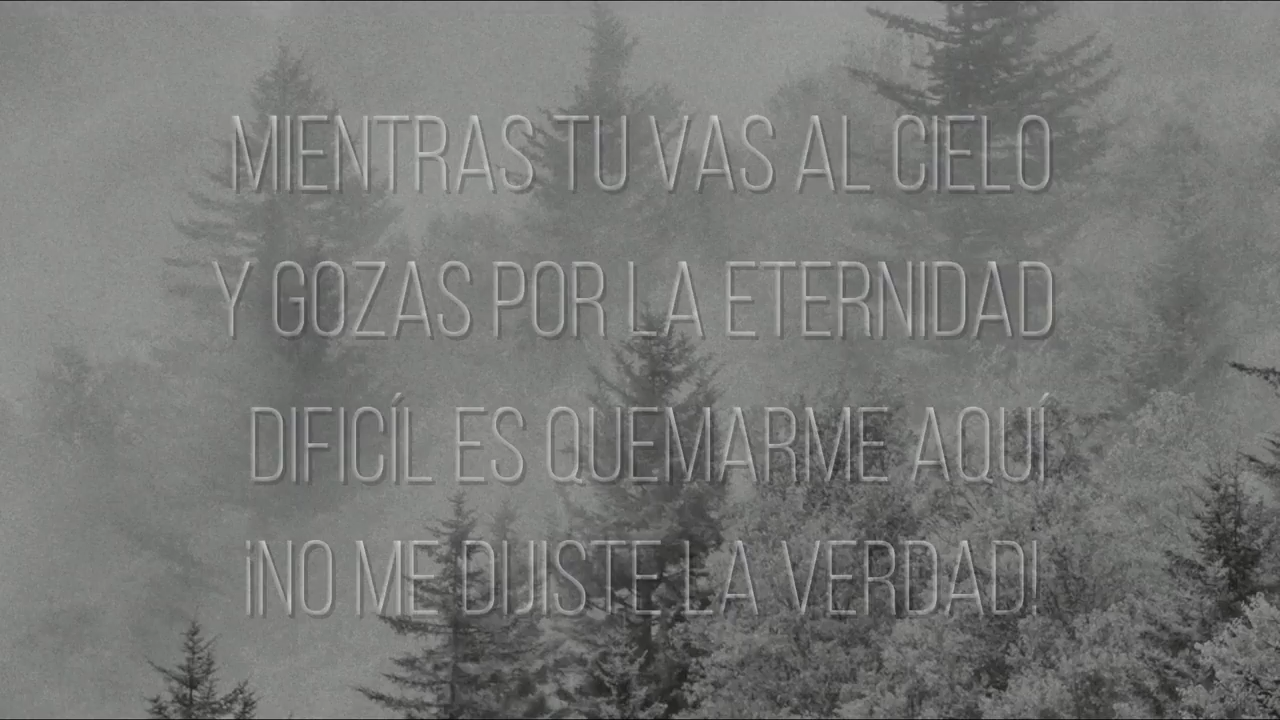 MIENTRAS TU VAS AL CIELO
Y GOZAS POR LA ETERNIDAD
DIFICÍL ES QUEMARME AQUÍ
¡NO ME DIJISTE LA VERDAD!